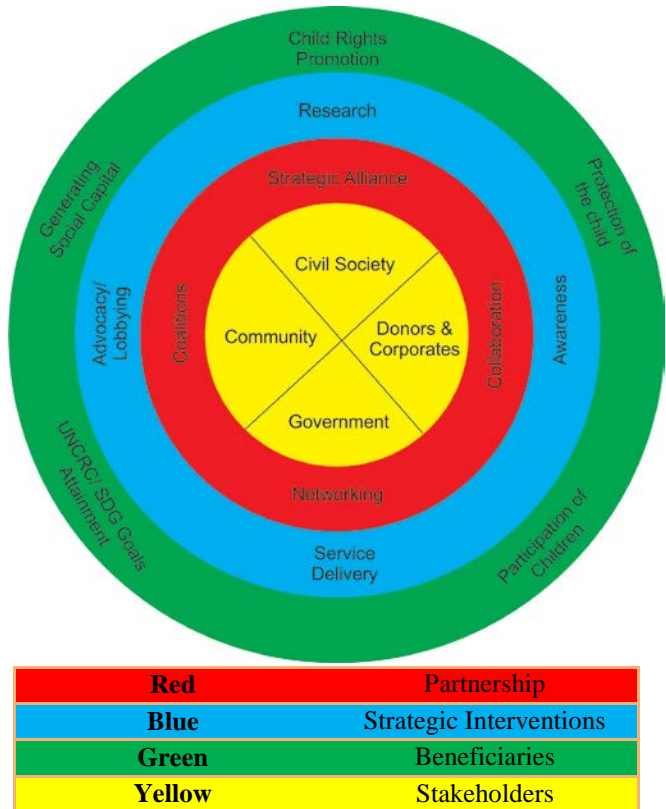 Child Rights
Promotion
Research
Strategic Alliance
Generating
Social Capital
Protection of
the child
Civil Society
Advocacy/
Lobbying
Coalitions
Community
Donors &
Corporates
Collaboration
Awareness
Government
Networking
UNCRC/ SDG Goals
Attainment
Service
Delivery
Participation of
Children
Red Partnership
Blue Strategic Interventions
Green Beneficiaries
Yellow Stakeholders